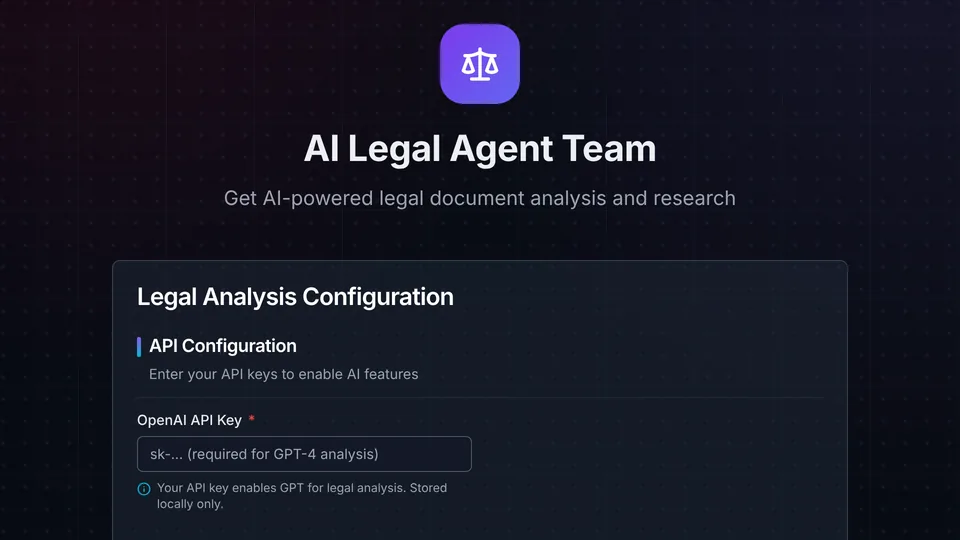 AI Legal Agent Team
Get AI-powered legal document analysis and research
Legal Analysis Configuration
API Configuration
Enter your API keys to enable AI features
OpenAI API Key *
sk-... (required for GPT-4 analysis)
Your API key enables GPT for legal analysis. Stored
locally only.